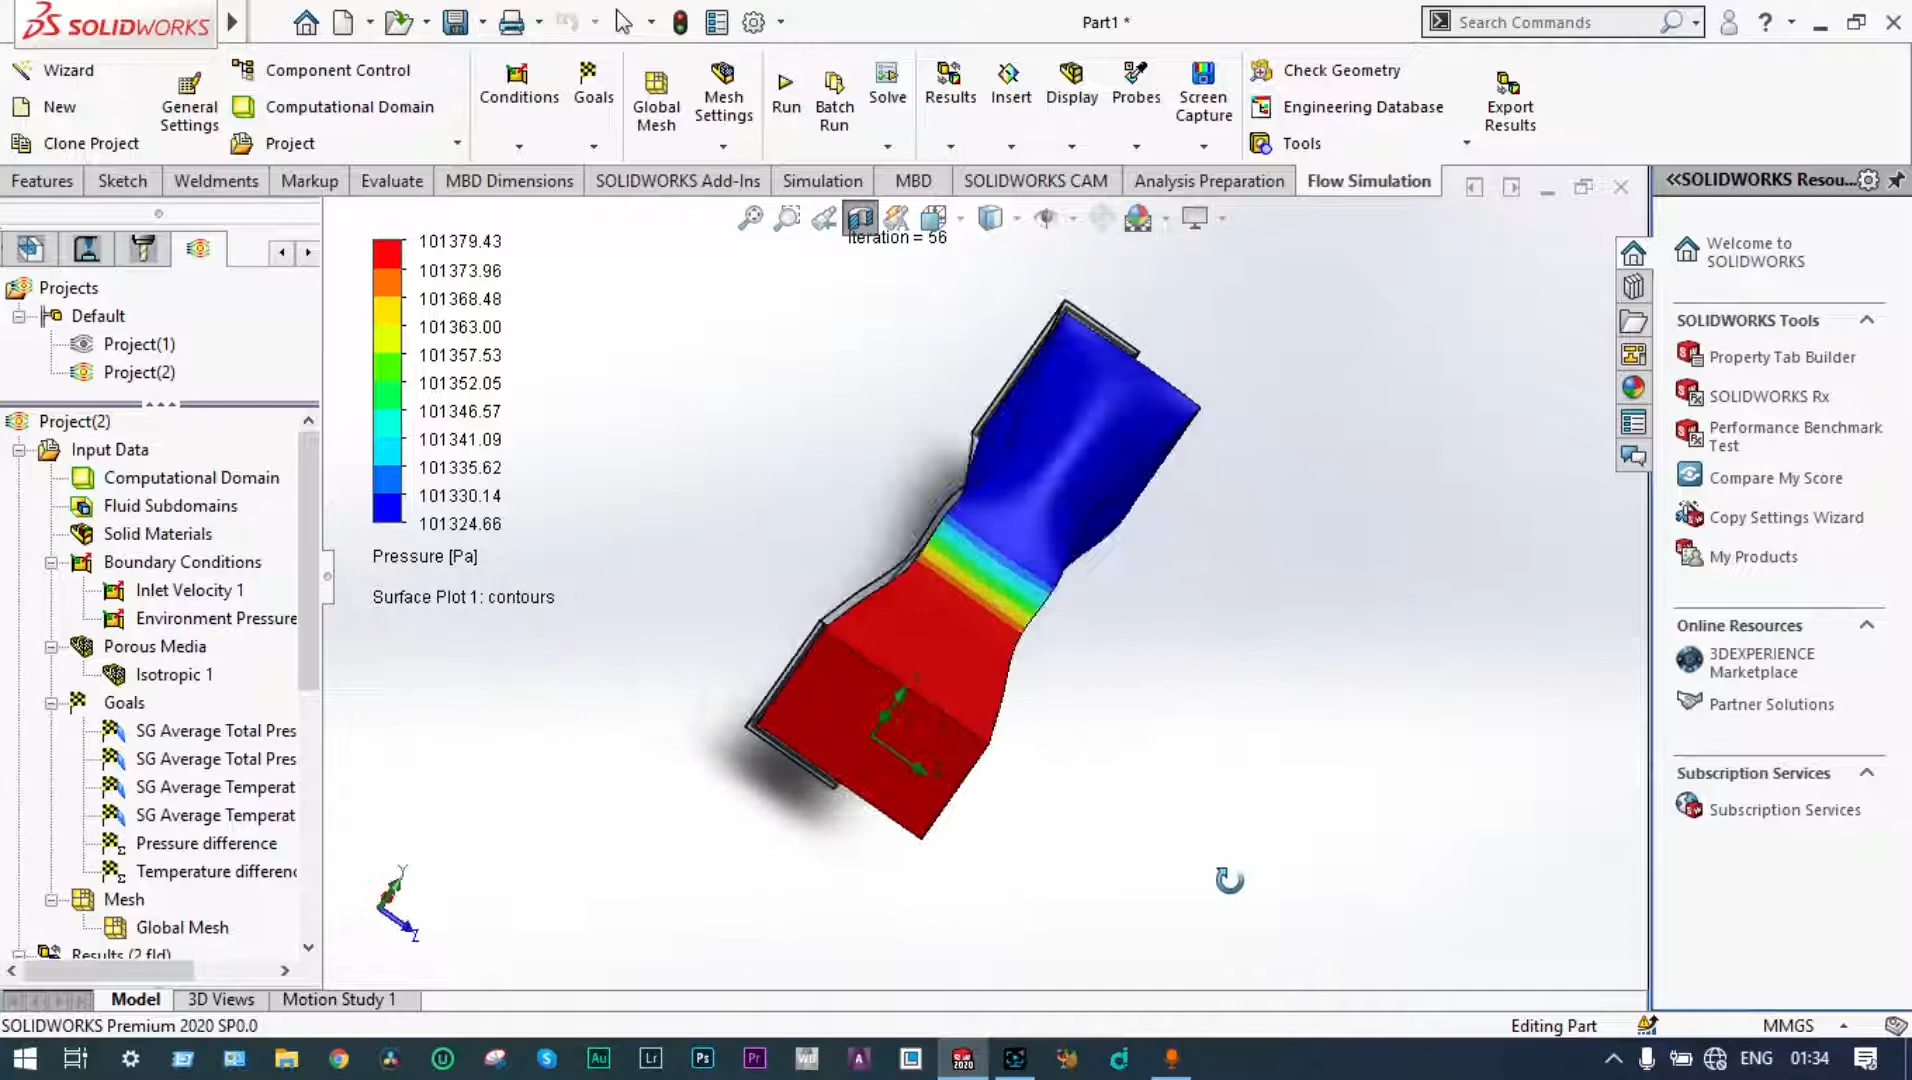 SOLIDWORKS
Part1 *
Search Commands
Wizard
New
Clone Project
General
Settings
Component Control
Computational Domain
Project
Conditions
Goals
Global
Mesh
Mesh
Settings
Run
Batch
Run
Solve
Results
Insert
Display
Probes
Screen
Capture
Check Geometry
Engineering Database
Tools
Export
Results
Features
Sketch
Weldments
Markup
Evaluate
MBD Dimensions
SOLIDWORKS Add-Ins
Simulation
MBD
SOLIDWORKS CAM
Analysis Preparation
Flow Simulation
Projects
Default
Project(1)
Project(2)
Project(2)
Input Data
Computational Domain
Fluid Subdomains
Solid Materials
Boundary Conditions
Inlet Velocity 1
Environment Pressure
Porous Media
Isotropic 1
Goals
SG Average Total Pres
SG Average Total Pres
SG Average Temperat
SG Average Temperat
Pressure difference
Temperature differenc
Mesh
Global Mesh
Results (2.fld)
Iteration = 56
101379.43
101373.96
101368.48
101363.00
101357.53
101352.05
101346.57
101341.09
101335.62
101330.14
101324.66
Pressure [Pa]
Surface Plot 1: contours
Y
Z
SOLIDWORKS Resou...
Welcome to
SOLIDWORKS
SOLIDWORKS Tools
Property Tab Builder
SOLIDWORKS Rx
Performance Benchmark
Test
Compare My Score
Copy Settings Wizard
My Products
Online Resources
3DEXPERIENCE
Marketplace
Partner Solutions
Subscription Services
Subscription Services
Model
3D Views
Motion Study 1
SOLIDWORKS Premium 2020 SP0.0
Editing Part
MMGS
Au
Lr
Ps
Pr
2020
ENG
01:34